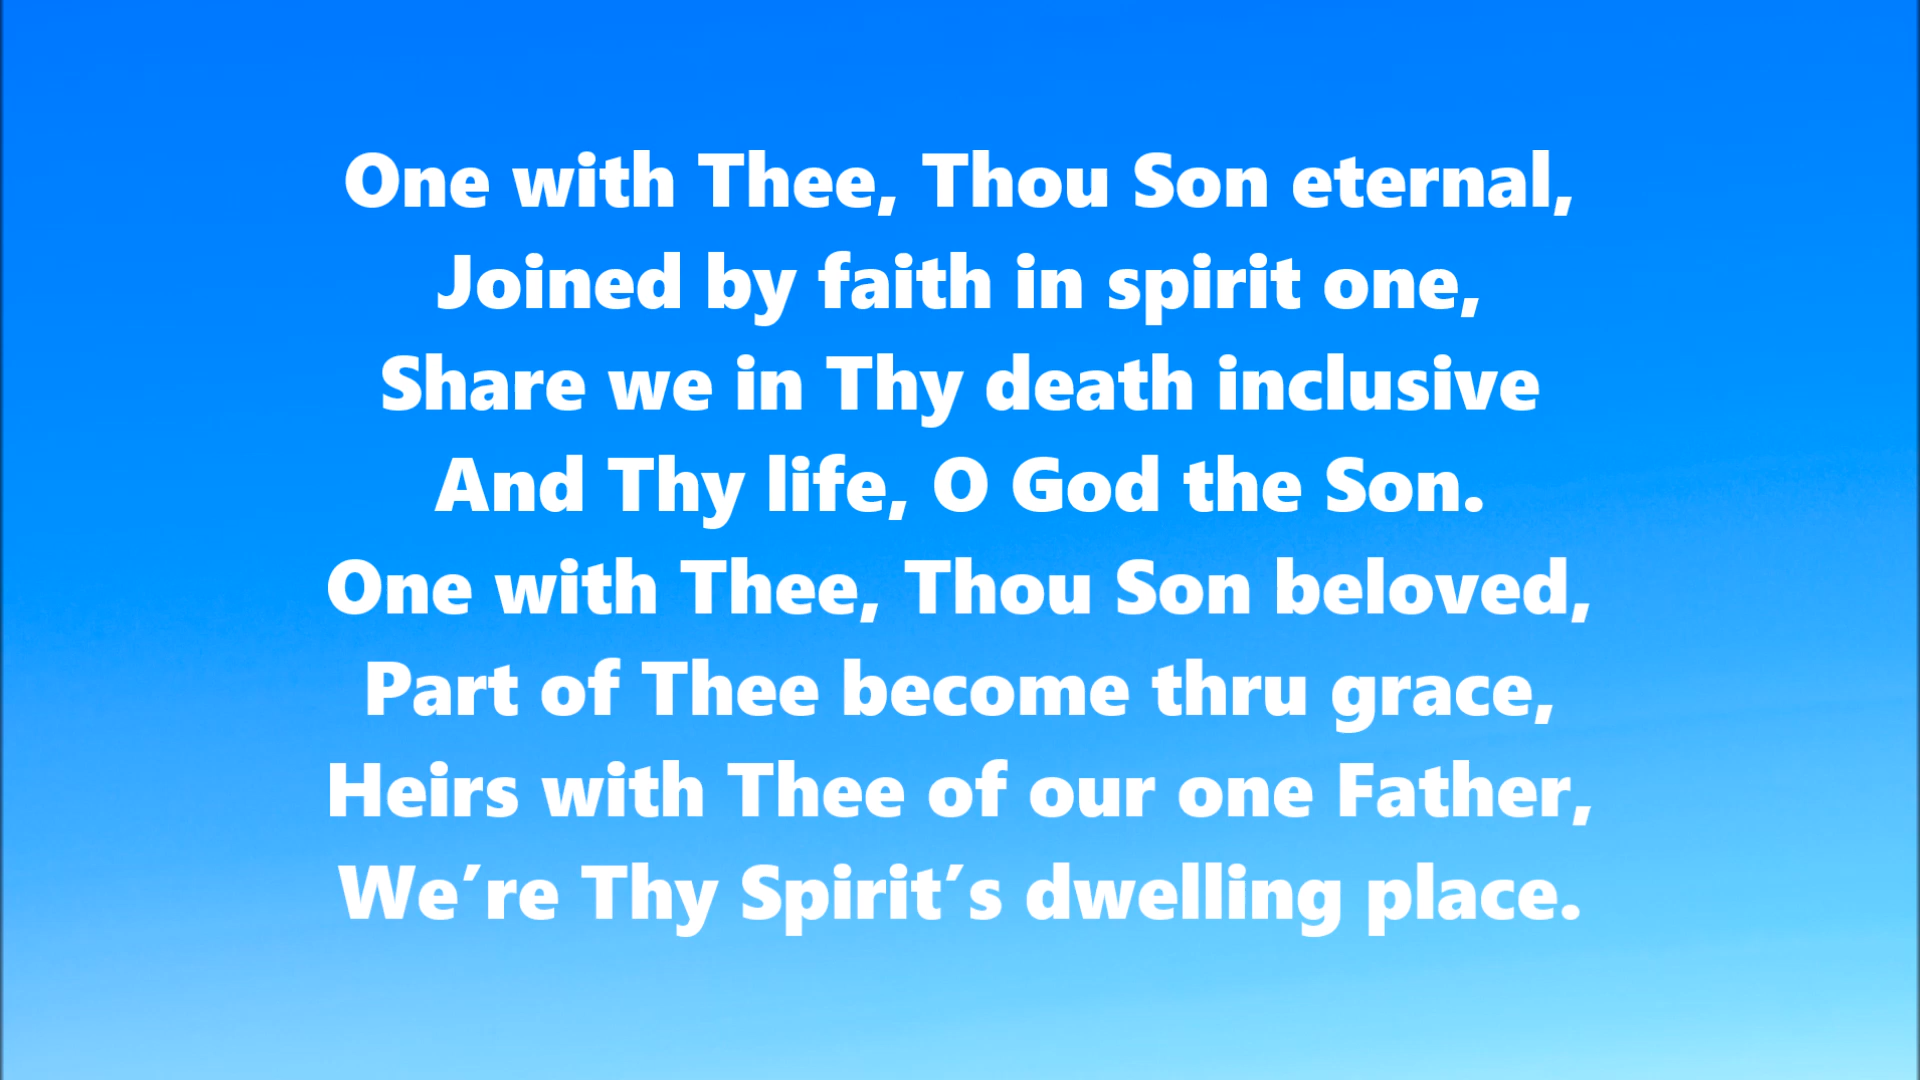 One with Thee, Thou Son eternal,
Joined by faith in spirit one,
Share we in Thy death inclusive
And Thy life, O God the Son.
One with Thee, Thou Son beloved,
Part of Thee become thru grace,
Heirs with Thee of our one Father,
We′re Thy Spirit′s dwelling place.